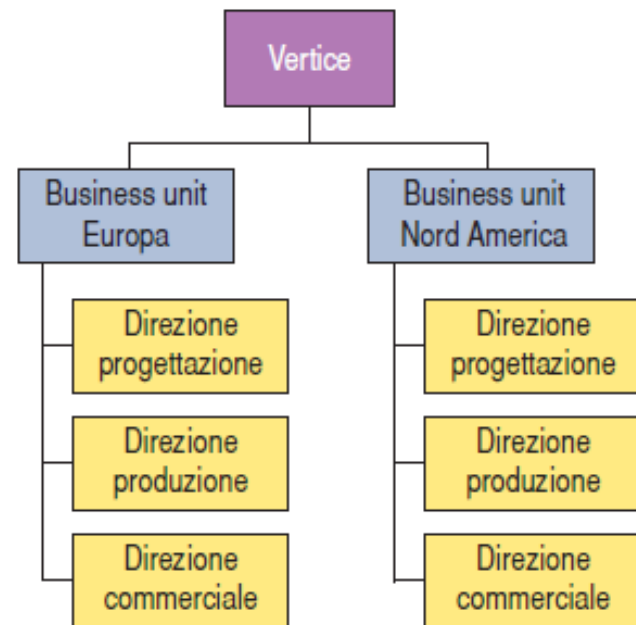 Vertice
Business unit
Europa
Business unit
Nord America
Direzione
progettazione
Direzione
produzione
Direzione
commerciale
Direzione
progettazione
Direzione
produzione
Direzione
commerciale